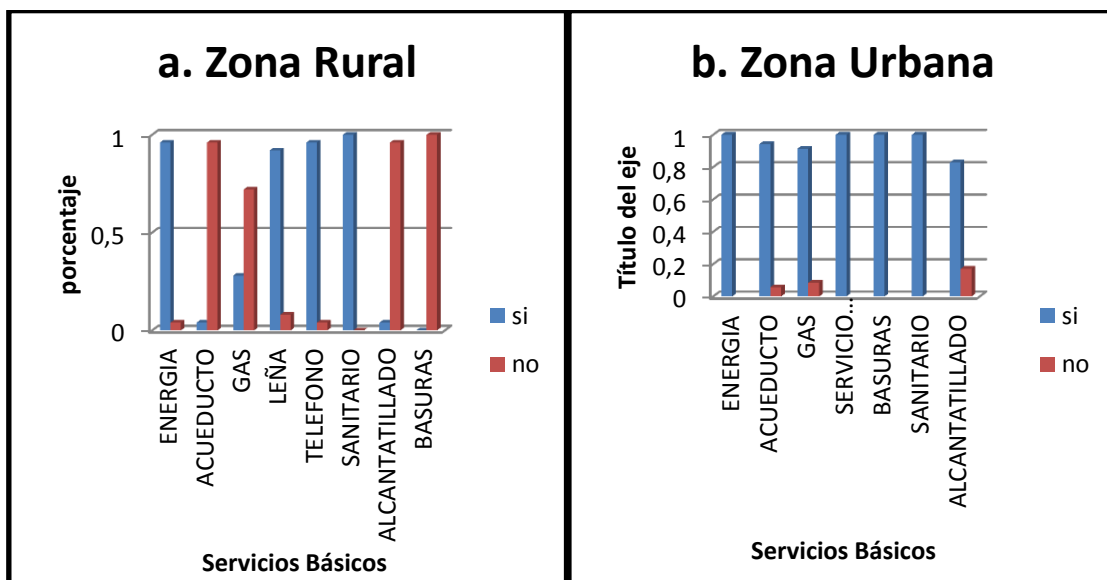 a. Zona Rural
porcentaje
1
0,5
0
si
no
ENERGIA
ACUEDUCTO
GAS
LEÑA
TELEFONO
SANITARIO
ALCANTATILLADO
BASURAS
Servicios Básicos
b. Zona Urbana
Título del eje
1
0,8
0,6
0,4
0,2
0
si
no
ENERGIA
ACUEDUCTO
GAS
SERVICIO...
BASURAS
SANITARIO
ALCANTATILLADO
Servicios Básicos